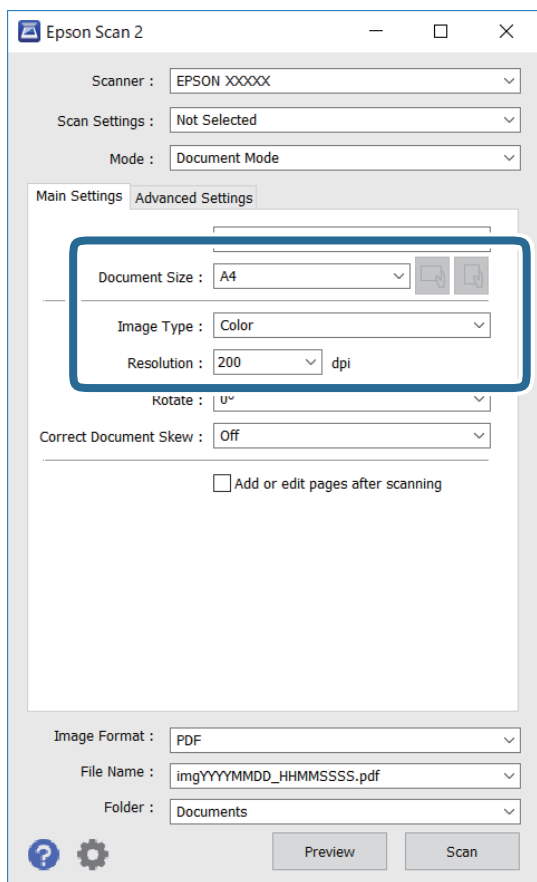 Epson Scan 2
Scanner : EPSON XXXXX
Scan Settings : Not Selected
Mode : Document Mode
Main Settings Advanced Settings
Document Size : A4
Image Type : Color
Resolution : 200 dpi
Rotate : 0°
Correct Document Skew : Off
Add or edit pages after scanning
Image Format : PDF
File Name : imgYYYYMMDD_HHMMSSSS.pdf
Folder : Documents
Preview Scan